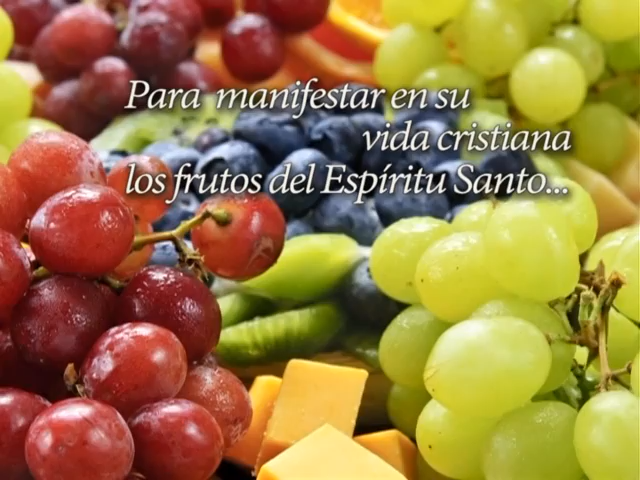 Para manifestar en su
vida cristiana
los frutos del Espíritu Santo...